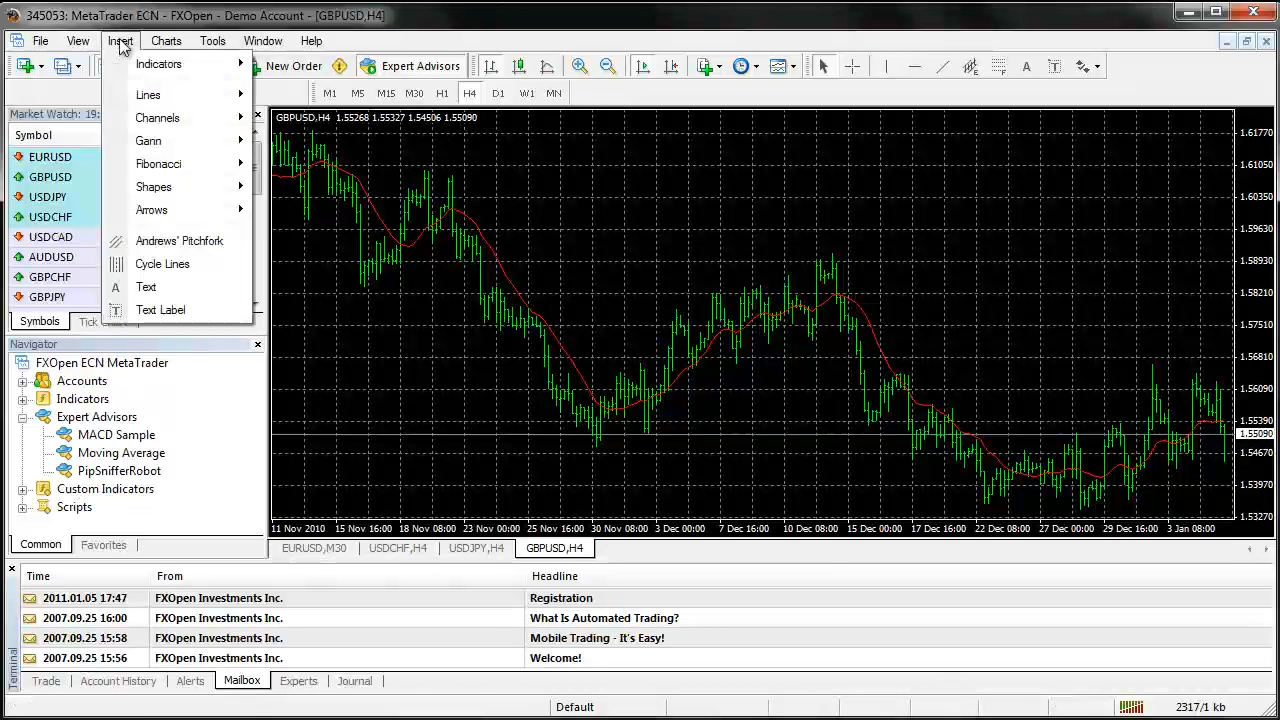 345053: MetaTrader ECN - FXOpen - Demo Account - [GBPUSD,H4]
File View Insert Charts Tools Window Help
New Order Expert Advisors
M1 M5 M15 M30 H1 H4 D1 W1 MN
Indicators
Lines
Channels
Gann
Fibonacci
Shapes
Arrows
Andrews' Pitchfork
Cycle Lines
A Text
T Text Label
Market Watch: 19:
Symbol
EURUSD
GBPUSD
USDJPY
USDCHF
USDCAD
AUDUSD
GBPCHF
GBPJPY
Symbols Tick
Navigator
FXOpen ECN MetaTrader
Accounts
Indicators
Expert Advisors
MACD Sample
Moving Average
PipSnifferRobot
Custom Indicators
Scripts
Common Favorites
GBPUSD,H4 1.55268 1.55327 1.54506 1.55090
1.61770
1.61050
1.60350
1.59630
1.58930
1.58210
1.57510
1.56810
1.56090
1.55390
1.55090
1.54670
1.53970
1.53270
11 Nov 2010 15 Nov 16:00 18 Nov 08:00 23 Nov 00:00 25 Nov 16:00 30 Nov 08:00 3 Dec 00:00 7 Dec 16:00 10 Dec 08:00 15 Dec 00:00 17 Dec 16:00 22 Dec 08:00 27 Dec 00:00 29 Dec 16:00 3 Jan 08:00
EURUSD,M30 USDCHF,H4 USDJPY,H4 GBPUSD,H4
Time From Headline
2011.01.05 17:47 FXOpen Investments Inc. Registration
2007.09.25 16:00 FXOpen Investments Inc. What Is Automated Trading?
2007.09.25 15:58 FXOpen Investments Inc. Mobile Trading - It's Easy!
2007.09.25 15:56 FXOpen Investments Inc. Welcome!
Terminal
Trade Account History Alerts Mailbox Experts Journal
Default 2317/1 kb